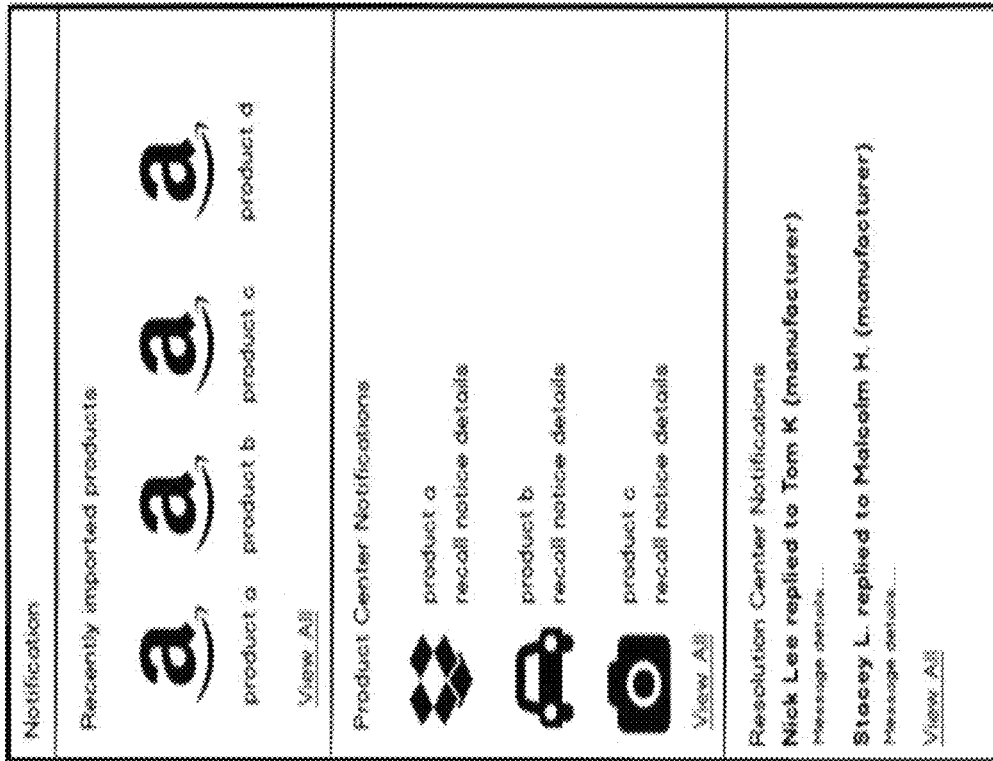 Notification
Recently imported products
a a a a
product a product b product c product d
View All
Product Center Notifications
product a
recall notice details
product b
recall notice details
product c
recall notice details
View All
Resolution Center Notifications
Nick Lee replied to Tom K (manufacturer)
Message details....
Stacey L. replied to Malcolm H. (manufacturer)
Message details....
View All